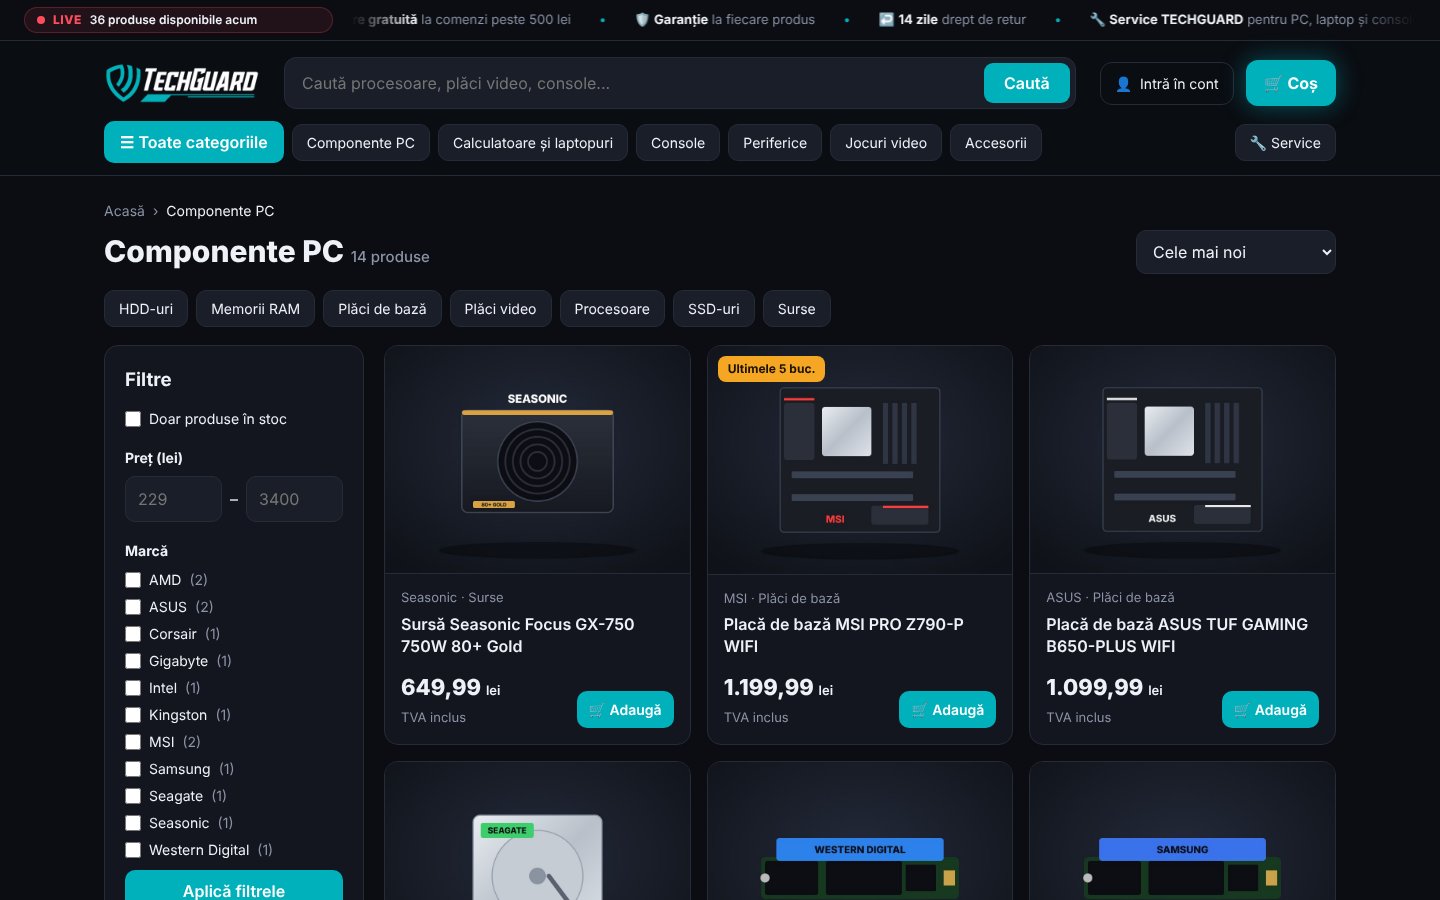 LIVE 36 produse disponibile acum
gratuită la comenzi peste 500 lei • 🛡️ Garanție la fiecare produs • ↩️ 14 zile drept de retur • 🔧 Service TECHGUARD pentru PC, laptop și
TECHGUARD
Caută procesoare, plăci video, console...
Caută
👤 Intră în cont
🛒 Coș
☰ Toate categoriile
Componente PC
Calculatoare și laptopuri
Console
Periferice
Jocuri video
Accesorii
🔧 Service
Acasă › Componente PC
Componente PC 14 produse
Cele mai noi
HDD-uri
Memorii RAM
Plăci de bază
Plăci video
Procesoare
SSD-uri
Surse
Filtre
Doar produse în stoc
Preț (lei)
229 – 3400
Marcă
AMD (2)
ASUS (2)
Corsair (1)
Gigabyte (1)
Intel (1)
Kingston (1)
MSI (2)
Samsung (1)
Seagate (1)
Seasonic (1)
Western Digital (1)
Aplică filtrele
SEASONIC
80+ GOLD
Seasonic · Surse
Sursă Seasonic Focus GX-750
750W 80+ Gold
649,99 lei
TVA inclus
🛒 Adaugă
Ultimele 5 buc.
MSI
MSI · Plăci de bază
Placă de bază MSI PRO Z790-P
WIFI
1.199,99 lei
TVA inclus
🛒 Adaugă
ASUS
ASUS · Plăci de bază
Placă de bază ASUS TUF GAMING
B650-PLUS WIFI
1.099,99 lei
TVA inclus
🛒 Adaugă
SEAGATE
WESTERN DIGITAL
SAMSUNG